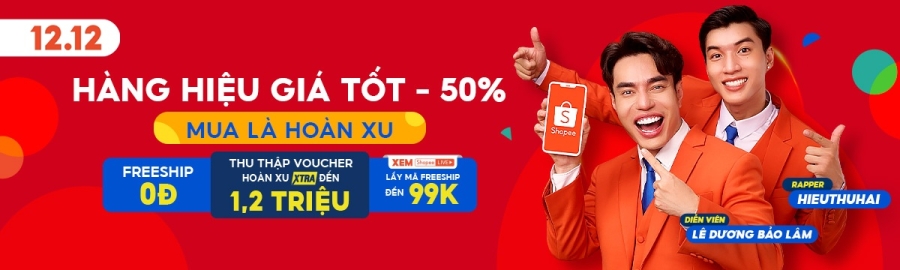 12.12
HÀNG HIỆU GIÁ TỐT - 50%
MUA LÀ HOÀN XU
FREESHIP
0Đ
THU THẬP VOUCHER
HOÀN XU XTRA ĐẾN
1,2 TRIỆU
XEM Shopee LIVE
LẤY MÃ FREESHIP
ĐẾN 99K
S
Shopee
RAPPER
HIEUTHUHAI
DIỄN VIÊN
LÊ DƯƠNG BẢO LÂM